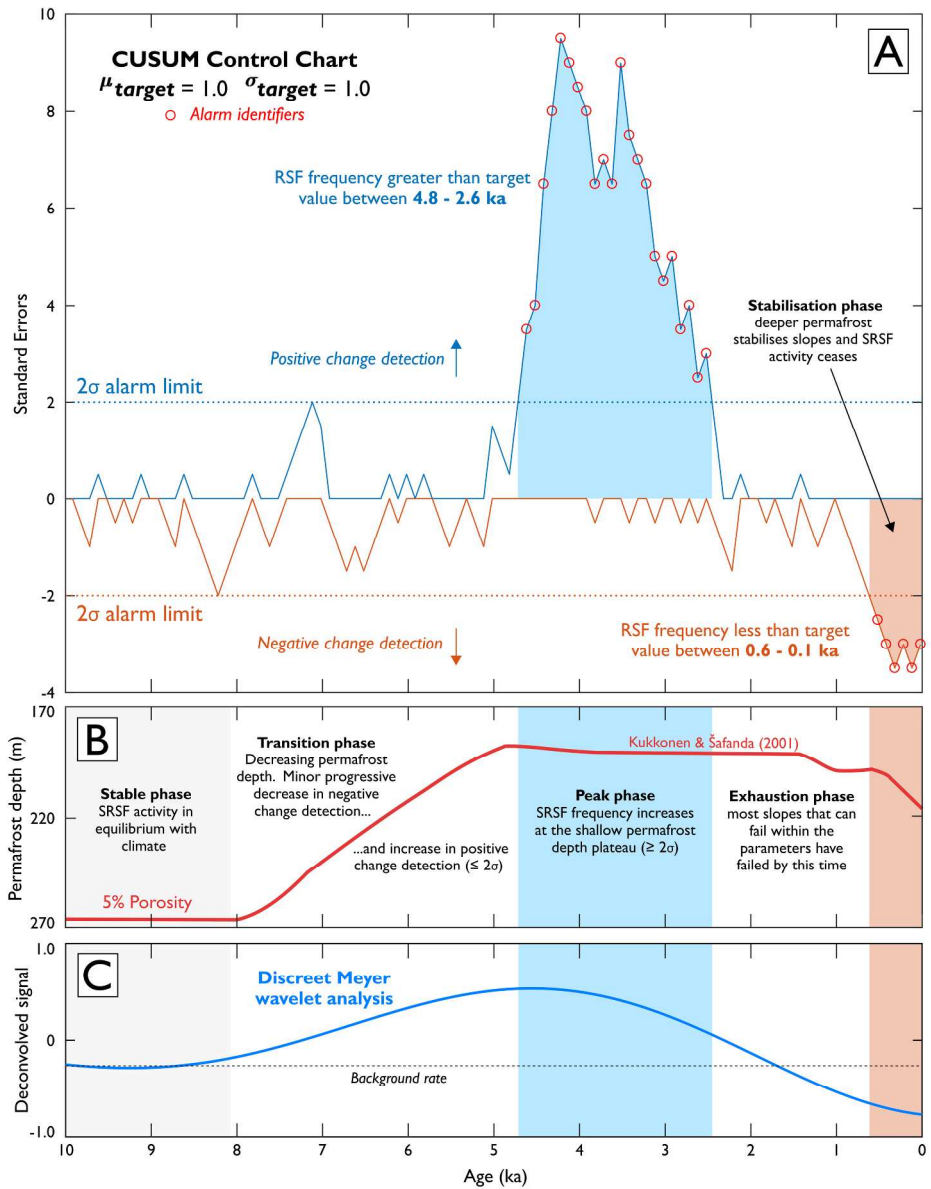 A
CUSUM Control Chart
μtarget = 1.0 σtarget = 1.0
Alarm identifiers
RSF frequency greater than target
value between 4.8 - 2.6 ka
Stabilisation phase
deeper permafrost
stabilises slopes and SRSF
activity ceases
Positive change detection
2σ alarm limit
2σ alarm limit
Negative change detection
RSF frequency less than target
value between 0.6 - 0.1 ka
Standard Errors
10
8
6
4
2
0
-2
-4
B
Stable phase
SRSF activity in
equilibrium with
climate
Transition phase
Decreasing permafrost
depth. Minor progressive
decrease in negative
change detection...
...and increase in positive
change detection (≤ 2σ)
Kukkonen & Šafanda (2001)
Peak phase
SRSF frequency increases
at the shallow permafrost
depth plateau (≥ 2σ)
Exhaustion phase
most slopes that can
fail within the
parameters have
failed by this time
5% Porosity
Permafrost depth (m)
170
220
270
C
Discreet Meyer
wavelet analysis
Background rate
Deconvolved signal
1.0
0
-1.0
10 9 8 7 6 5 4 3 2 1 0
Age (ka)